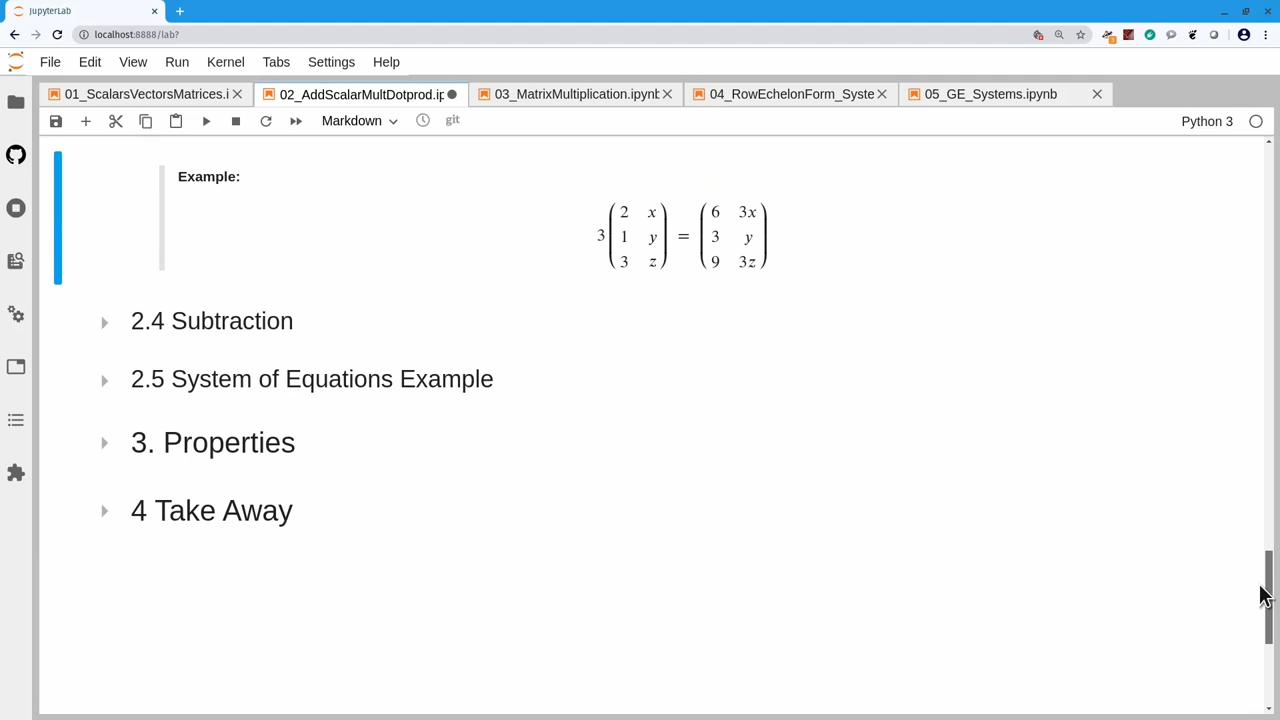 JupyterLab
localhost:8888/lab?
File Edit View Run Kernel Tabs Settings Help
01_ScalarsVectorsMatrices.i 02_AddScalarMultDotprod.ip 03_MatrixMultiplication.ipynb 04_RowEchelonForm_Syste 05_GE_Systems.ipynb
Markdown git Python 3
Example:
3 ( 2 x 1 y 3 z ) = ( 6 3x 3 y 9 3z )
2.4 Subtraction
2.5 System of Equations Example
3. Properties
4 Take Away